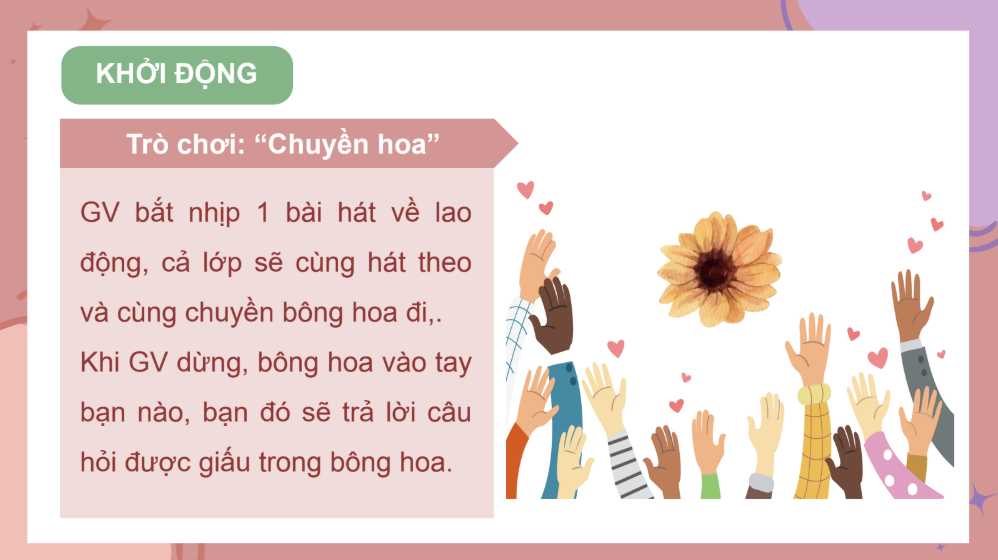 KHỞI ĐỘNG
Trò chơi: “Chuyền hoa”
GV bắt nhịp 1 bài hát về lao
động, cả lớp sẽ cùng hát theo
và cùng chuyền bông hoa đi,.
Khi GV dừng, bông hoa vào tay
bạn nào, bạn đó sẽ trả lời câu
hỏi được giấu trong bông hoa.